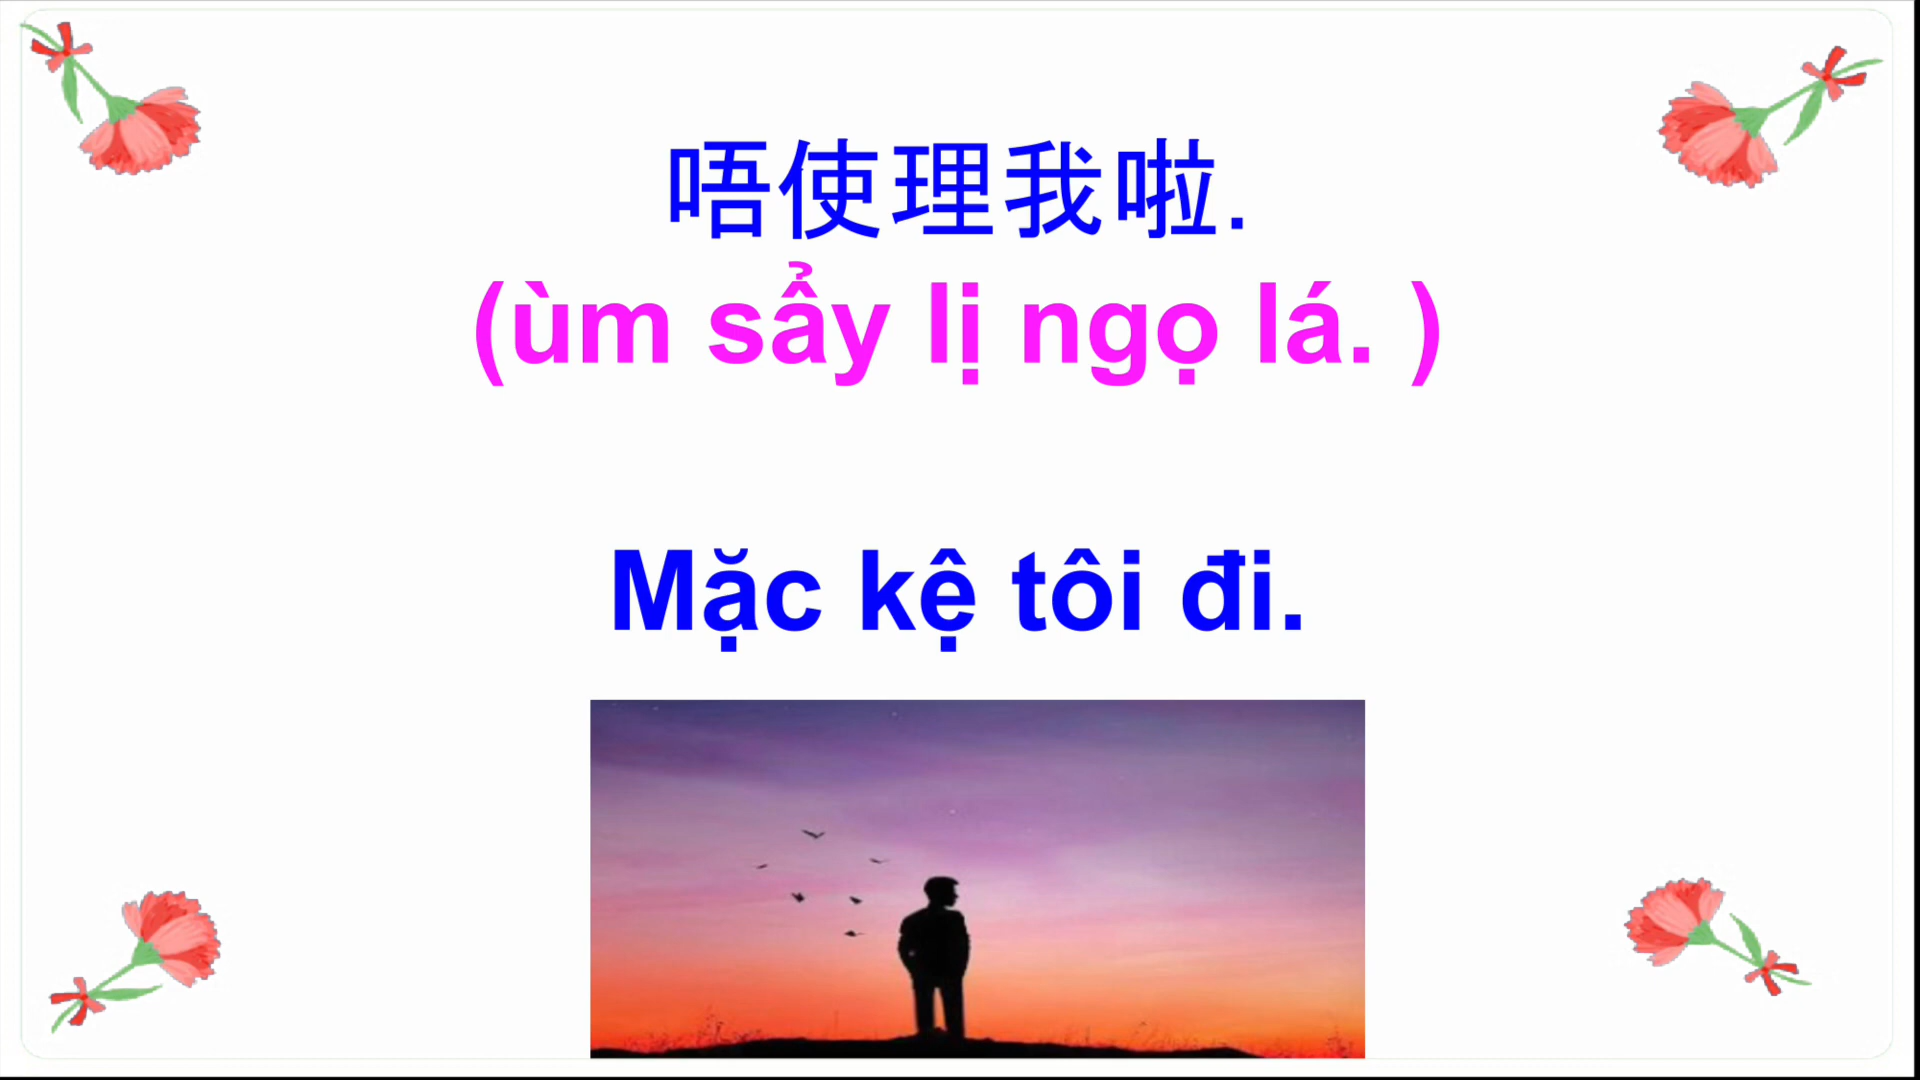 唔使理我啦.
(ùm sẩy lị ngọ lá. )
Mặc kệ tôi đi.